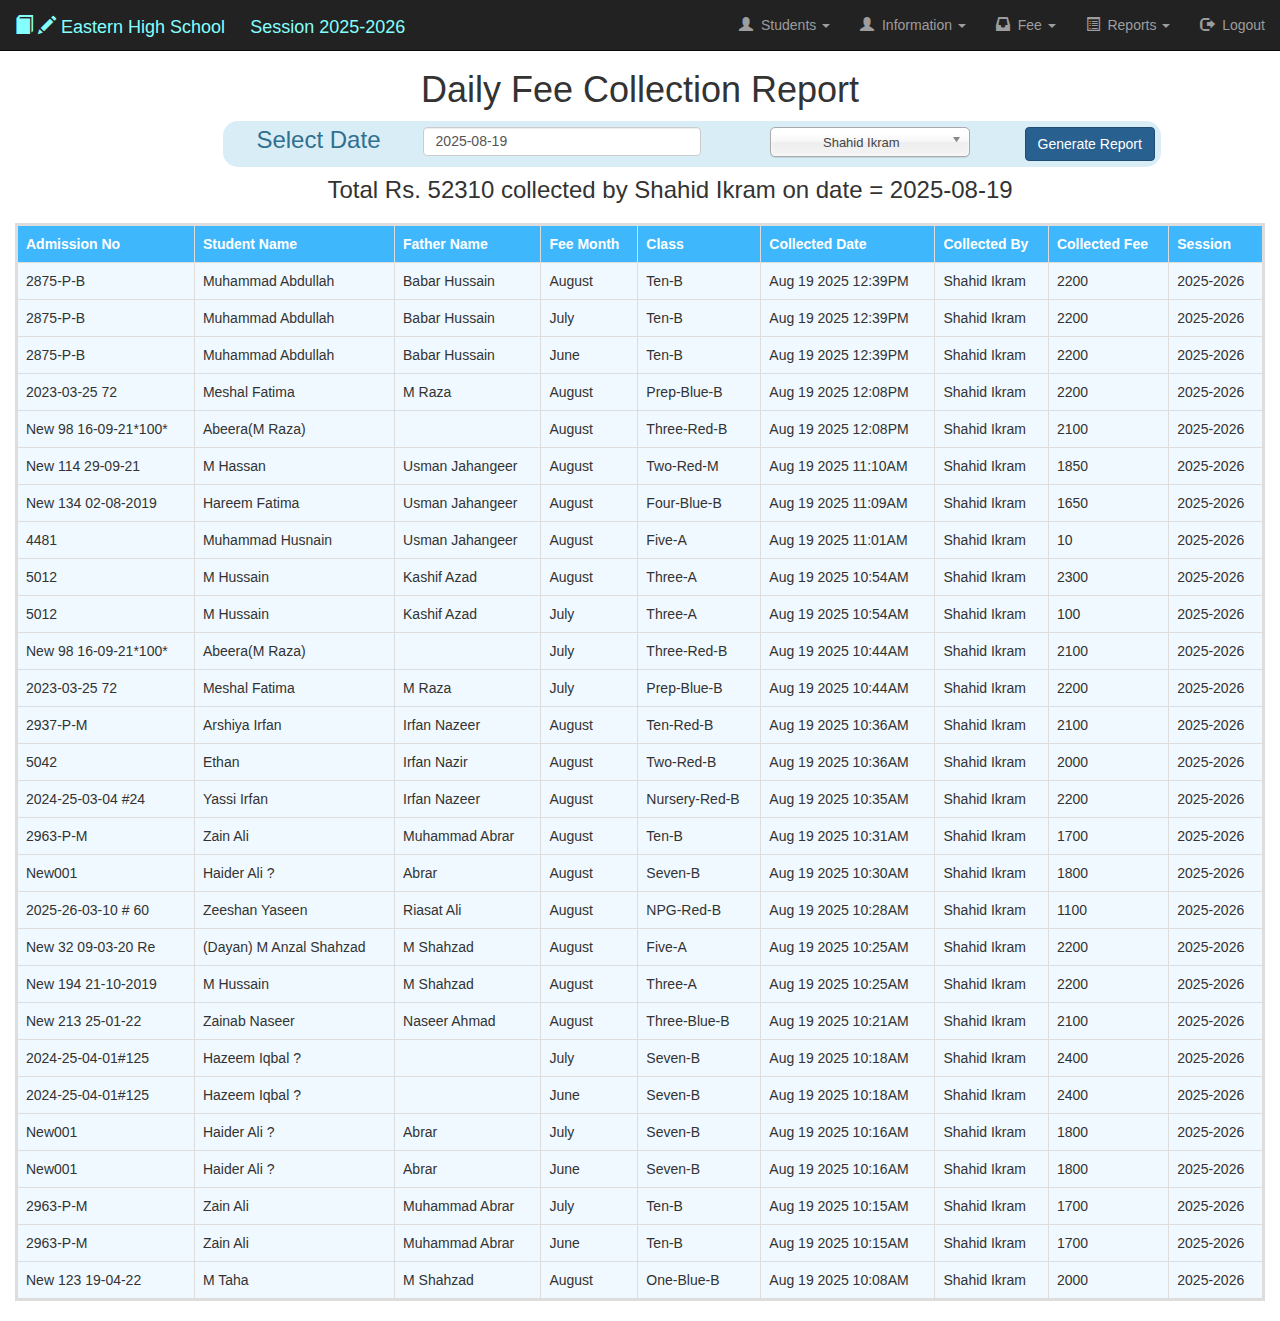 Eastern High School Session 2025-2026 Students Information Fee Reports Logout
Daily Fee Collection Report
Select Date 2025-08-19 Shahid Ikram Generate Report
Total Rs. 52310 collected by Shahid Ikram on date = 2025-08-19
Admission No Student Name Father Name Fee Month Class Collected Date Collected By Collected Fee Session
2875-P-B Muhammad Abdullah Babar Hussain August Ten-B Aug 19 2025 12:39PM Shahid Ikram 2200 2025-2026
2875-P-B Muhammad Abdullah Babar Hussain July Ten-B Aug 19 2025 12:39PM Shahid Ikram 2200 2025-2026
2875-P-B Muhammad Abdullah Babar Hussain June Ten-B Aug 19 2025 12:39PM Shahid Ikram 2200 2025-2026
2023-03-25 72 Meshal Fatima M Raza August Prep-Blue-B Aug 19 2025 12:08PM Shahid Ikram 2200 2025-2026
New 98 16-09-21*100* Abeera(M Raza) August Three-Red-B Aug 19 2025 12:08PM Shahid Ikram 2100 2025-2026
New 114 29-09-21 M Hassan Usman Jahangeer August Two-Red-M Aug 19 2025 11:10AM Shahid Ikram 1850 2025-2026
New 134 02-08-2019 Hareem Fatima Usman Jahangeer August Four-Blue-B Aug 19 2025 11:09AM Shahid Ikram 1650 2025-2026
4481 Muhammad Husnain Usman Jahangeer August Five-A Aug 19 2025 11:01AM Shahid Ikram 10 2025-2026
5012 M Hussain Kashif Azad August Three-A Aug 19 2025 10:54AM Shahid Ikram 2300 2025-2026
5012 M Hussain Kashif Azad July Three-A Aug 19 2025 10:54AM Shahid Ikram 100 2025-2026
New 98 16-09-21*100* Abeera(M Raza) July Three-Red-B Aug 19 2025 10:44AM Shahid Ikram 2100 2025-2026
2023-03-25 72 Meshal Fatima M Raza July Prep-Blue-B Aug 19 2025 10:44AM Shahid Ikram 2200 2025-2026
2937-P-M Arshiya Irfan Irfan Nazeer August Ten-Red-B Aug 19 2025 10:36AM Shahid Ikram 2100 2025-2026
5042 Ethan Irfan Nazir August Two-Red-B Aug 19 2025 10:36AM Shahid Ikram 2000 2025-2026
2024-25-03-04 #24 Yassi Irfan Irfan Nazeer August Nursery-Red-B Aug 19 2025 10:35AM Shahid Ikram 2200 2025-2026
2963-P-M Zain Ali Muhammad Abrar August Ten-B Aug 19 2025 10:31AM Shahid Ikram 1700 2025-2026
New001 Haider Ali ? Abrar August Seven-B Aug 19 2025 10:30AM Shahid Ikram 1800 2025-2026
2025-26-03-10 # 60 Zeeshan Yaseen Riasat Ali August NPG-Red-B Aug 19 2025 10:28AM Shahid Ikram 1100 2025-2026
New 32 09-03-20 Re (Dayan) M Anzal Shahzad M Shahzad August Five-A Aug 19 2025 10:25AM Shahid Ikram 2200 2025-2026
New 194 21-10-2019 M Hussain M Shahzad August Three-A Aug 19 2025 10:25AM Shahid Ikram 2200 2025-2026
New 213 25-01-22 Zainab Naseer Naseer Ahmad August Three-Blue-B Aug 19 2025 10:21AM Shahid Ikram 2100 2025-2026
2024-25-04-01#125 Hazeem Iqbal ? July Seven-B Aug 19 2025 10:18AM Shahid Ikram 2400 2025-2026
2024-25-04-01#125 Hazeem Iqbal ? June Seven-B Aug 19 2025 10:18AM Shahid Ikram 2400 2025-2026
New001 Haider Ali ? Abrar July Seven-B Aug 19 2025 10:16AM Shahid Ikram 1800 2025-2026
New001 Haider Ali ? Abrar June Seven-B Aug 19 2025 10:16AM Shahid Ikram 1800 2025-2026
2963-P-M Zain Ali Muhammad Abrar July Ten-B Aug 19 2025 10:15AM Shahid Ikram 1700 2025-2026
2963-P-M Zain Ali Muhammad Abrar June Ten-B Aug 19 2025 10:15AM Shahid Ikram 1700 2025-2026
New 123 19-04-22 M Taha M Shahzad August One-Blue-B Aug 19 2025 10:08AM Shahid Ikram 2000 2025-2026